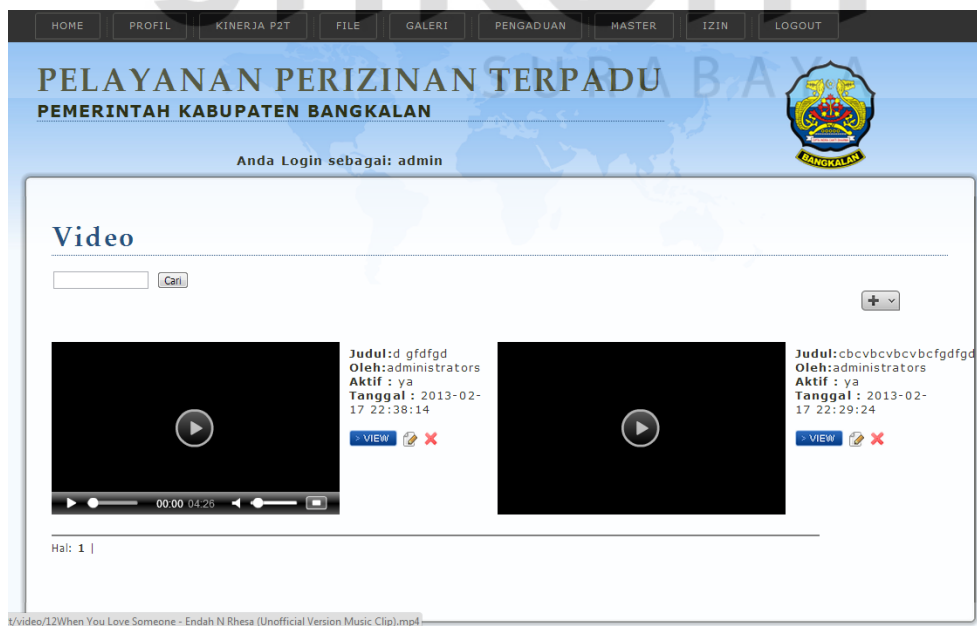 HOME PROFIL KINERJA P2T FILE GALERI PENGADUAN MASTER IZIN LOGOUT
PELAYANAN PERIZINAN TERPADU
SURABAYA
PEMERINTAH KABUPATEN BANGKALAN
BANGKALAN
Anda Login sebagai: admin
Video
Cari
Judul:d gfdfgd
Oleh:administrators
Aktif : ya
Tanggal : 2013-02-
17 22:38:14
> VIEW
00:00 04:26
Judul:cbcvbcvbcvbcfgdfgd
Oleh:administrators
Aktif : ya
Tanggal : 2013-02-
17 22:29:24
> VIEW
Hal: 1 |
t/video/12When You Love Someone - Endah N Rhesa (Unofficial Version Music Clip).mp4